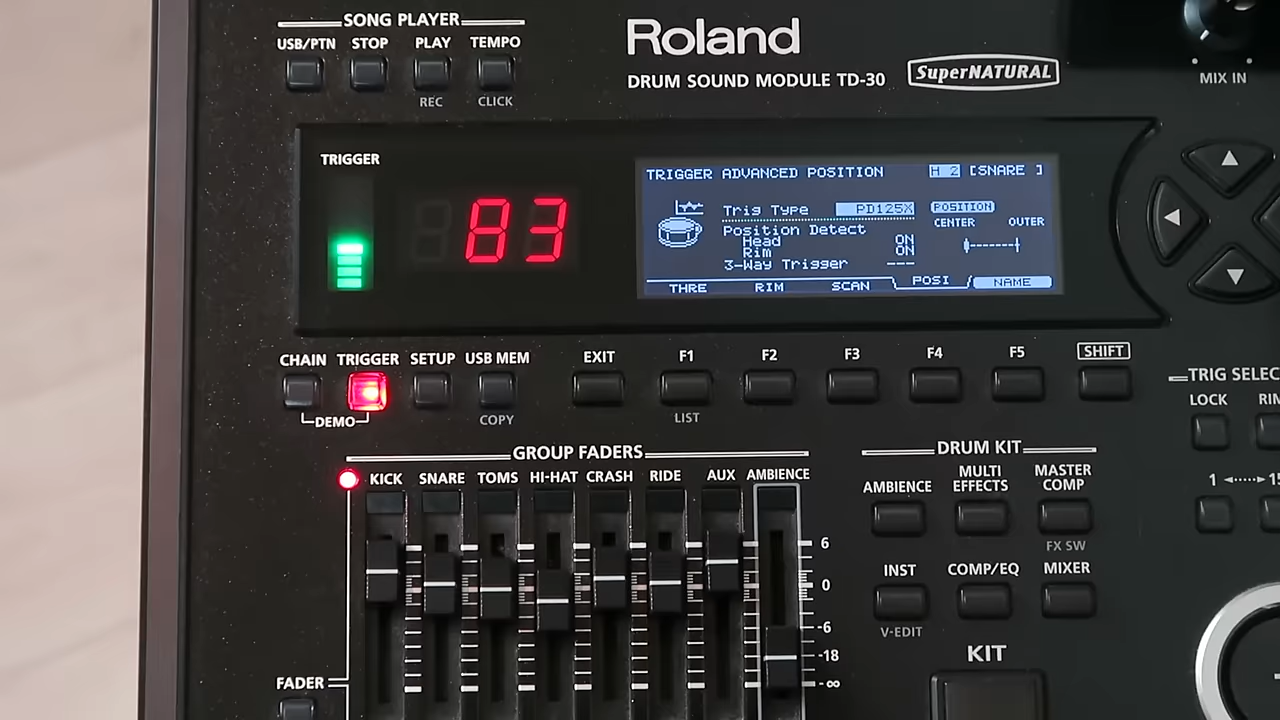 SONG PLAYER
USB/PTN STOP PLAY TEMPO
REC CLICK
Roland
DRUM SOUND MODULE TD-30
SuperNATURAL
MIX IN
TRIGGER
83
TRIGGER ADVANCED POSITION H 2 [SNARE ]
Trig Type PD125X POSITION
CENTER OUTER
Position Detect
Head ON
Rim ON
3-Way Trigger ---
THRE RIM SCAN POSI NAME
CHAIN TRIGGER SETUP USB MEM EXIT F1 F2 F3 F4 F5 SHIFT
DEMO COPY LIST
TRIG SELEC
LOCK RIM
1 15
GROUP FADERS
KICK SNARE TOMS HI-HAT CRASH RIDE AUX AMBIENCE
6
0
-6
-18
-∞
FADER
DRUM KIT
AMBIENCE MULTI EFFECTS MASTER COMP
FX SW
INST COMP/EQ MIXER
V-EDIT
KIT